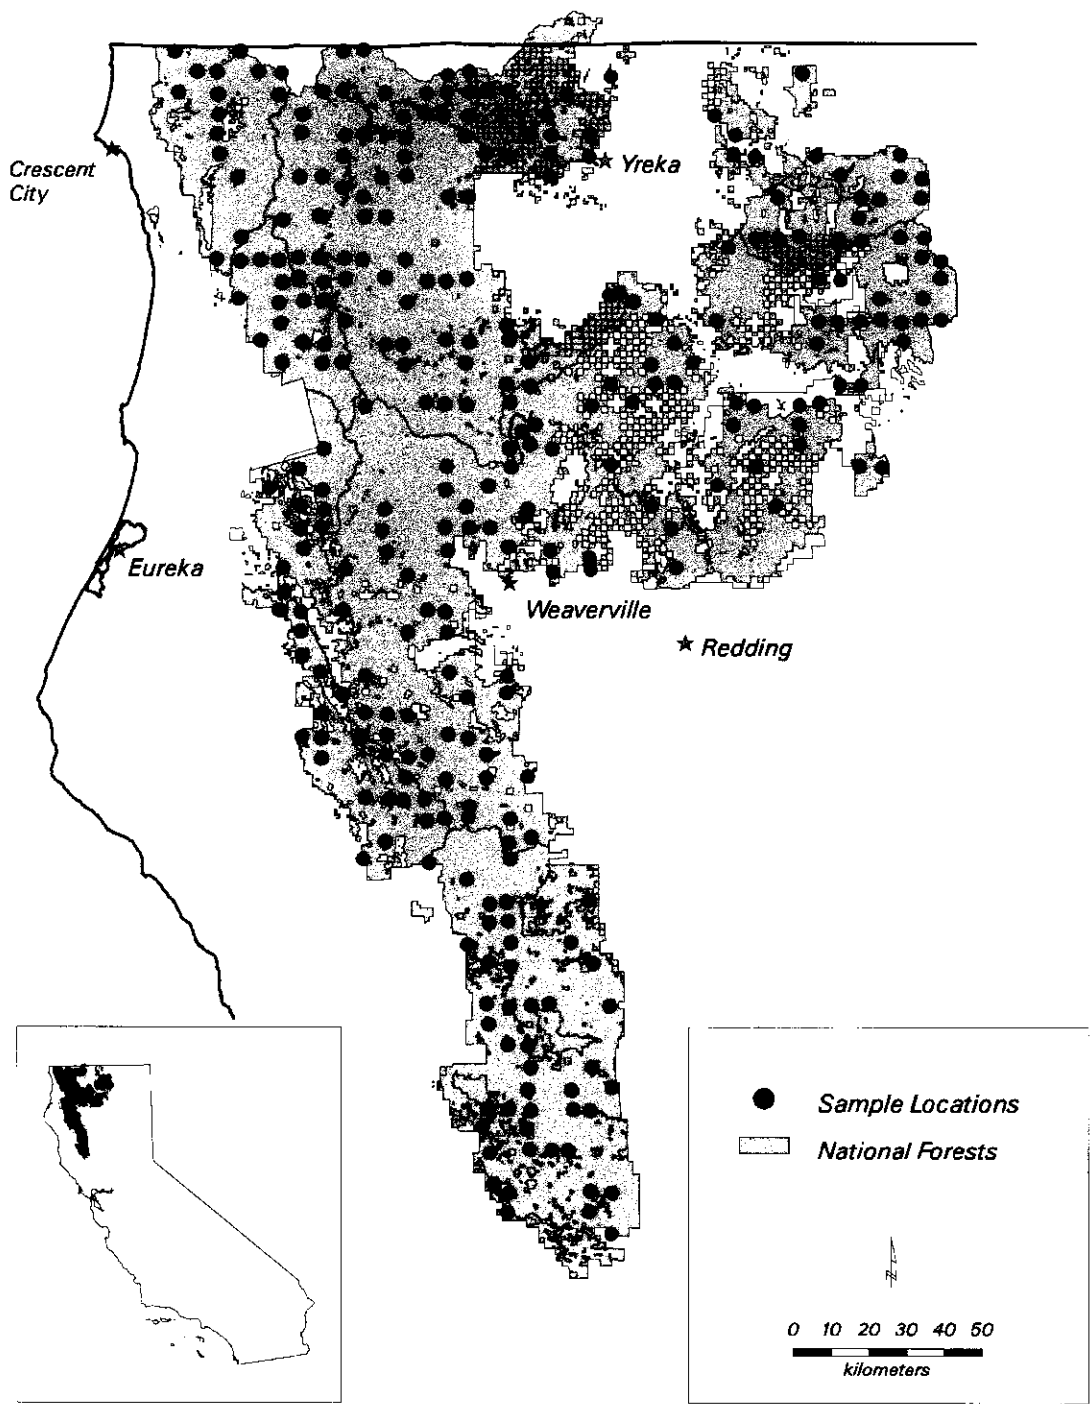 Crescent
City
Yreka
Eureka
Weaverville
Redding
Sample Locations
National Forests
N
0 10 20 30 40 50
kilometers